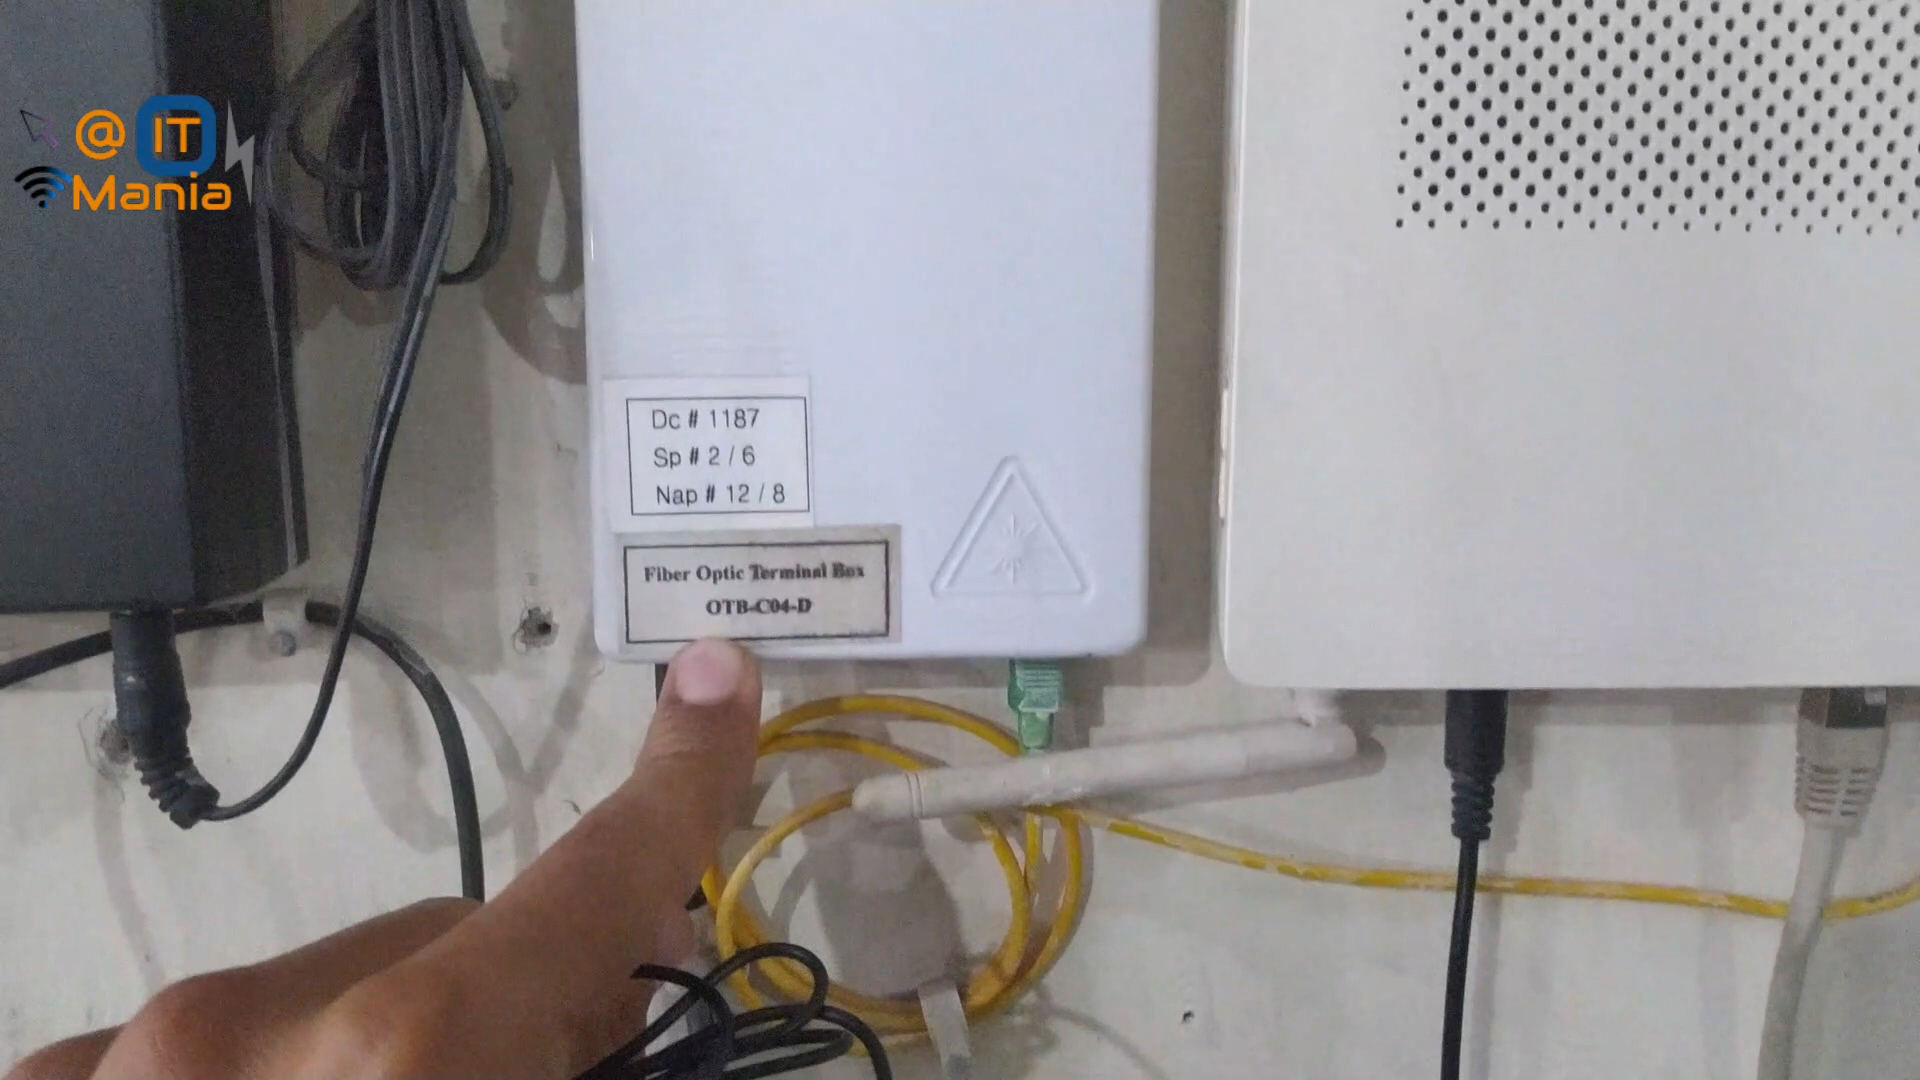 @ IT
Mania
Dc # 1187
Sp # 2 / 6
Nap # 12 / 8
Fiber Optic Terminal Box
OTB-C04-D